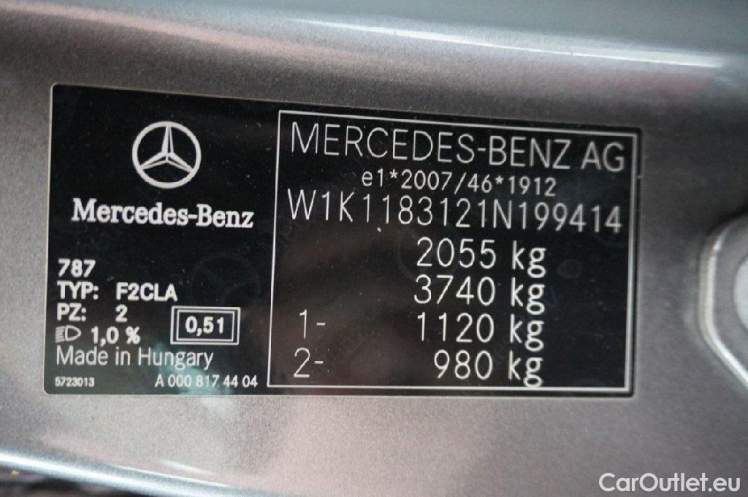 Mercedes-Benz
787
TYP: F2CLA
PZ: 2
1,0 %
0,51
Made in Hungary
5723013
A 000 817 44 04
MERCEDES-BENZ AG
e1*2007/46*1912
W1K1183121N199414
2055 kg
3740 kg
1- 1120 kg
2- 980 kg
CarOutlet.eu